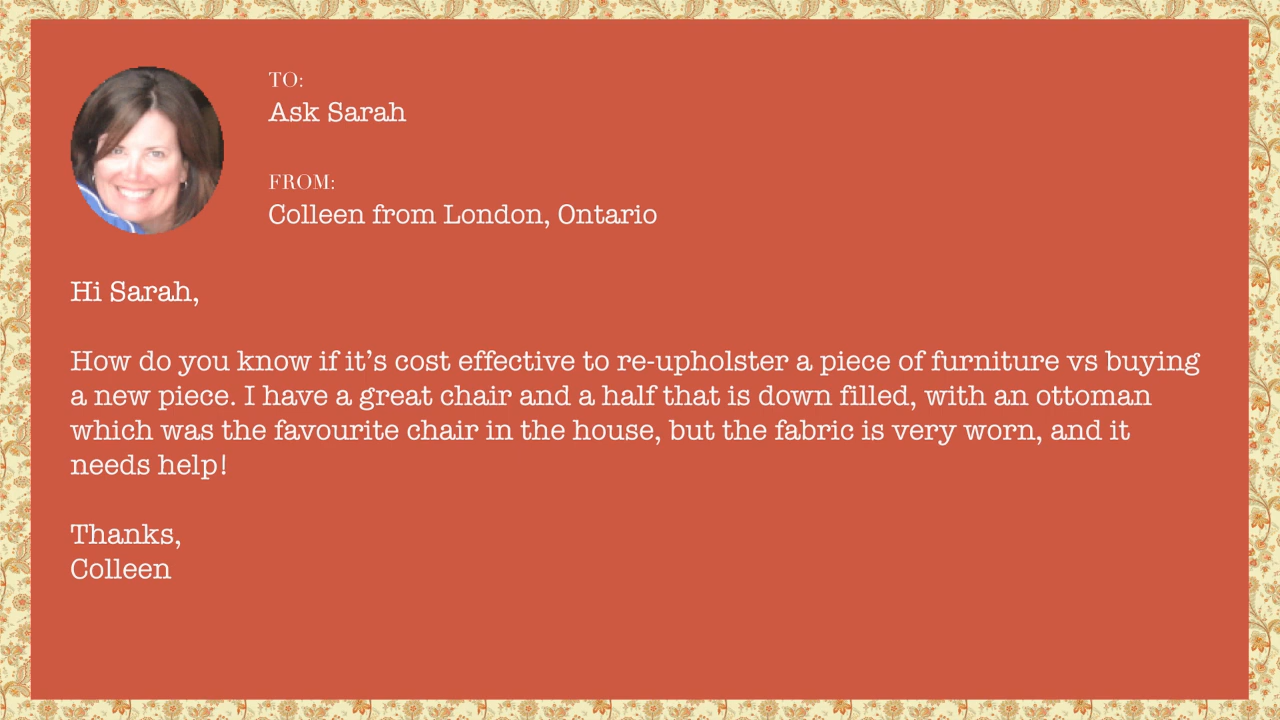 TO:
Ask Sarah
FROM:
Colleen from London, Ontario
Hi Sarah,
How do you know if it’s cost effective to re-upholster a piece of furniture vs buying
a new piece. I have a great chair and a half that is down filled, with an ottoman
which was the favourite chair in the house, but the fabric is very worn, and it
needs help!
Thanks,
Colleen